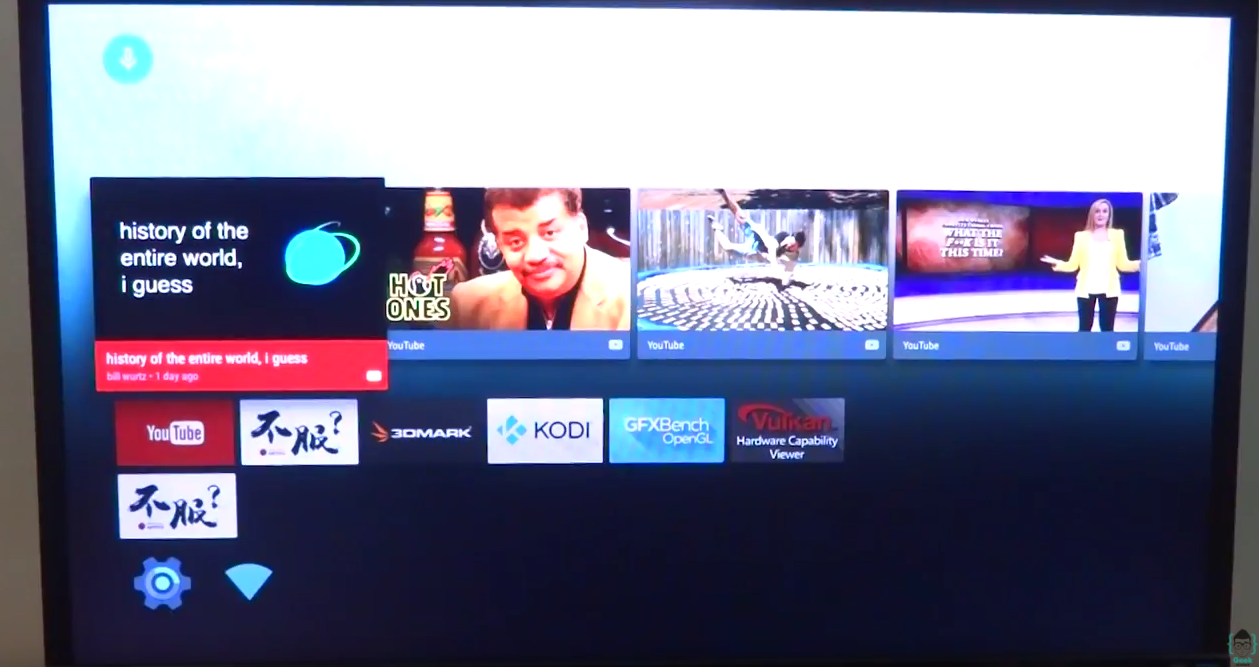 history of the
entire world,
i guess
HOT
ONES
WHAT THE
F**K IS IT
THIS TIME?
history of the entire world, i guess
bill wurtz • 1 day ago
YouTube
YouTube
YouTube
YouTube
YouTube
不服?
3DMARK
KODI
GFXBench
OpenGL
Vulkan
Hardware Capability
Viewer
不服?
Geek